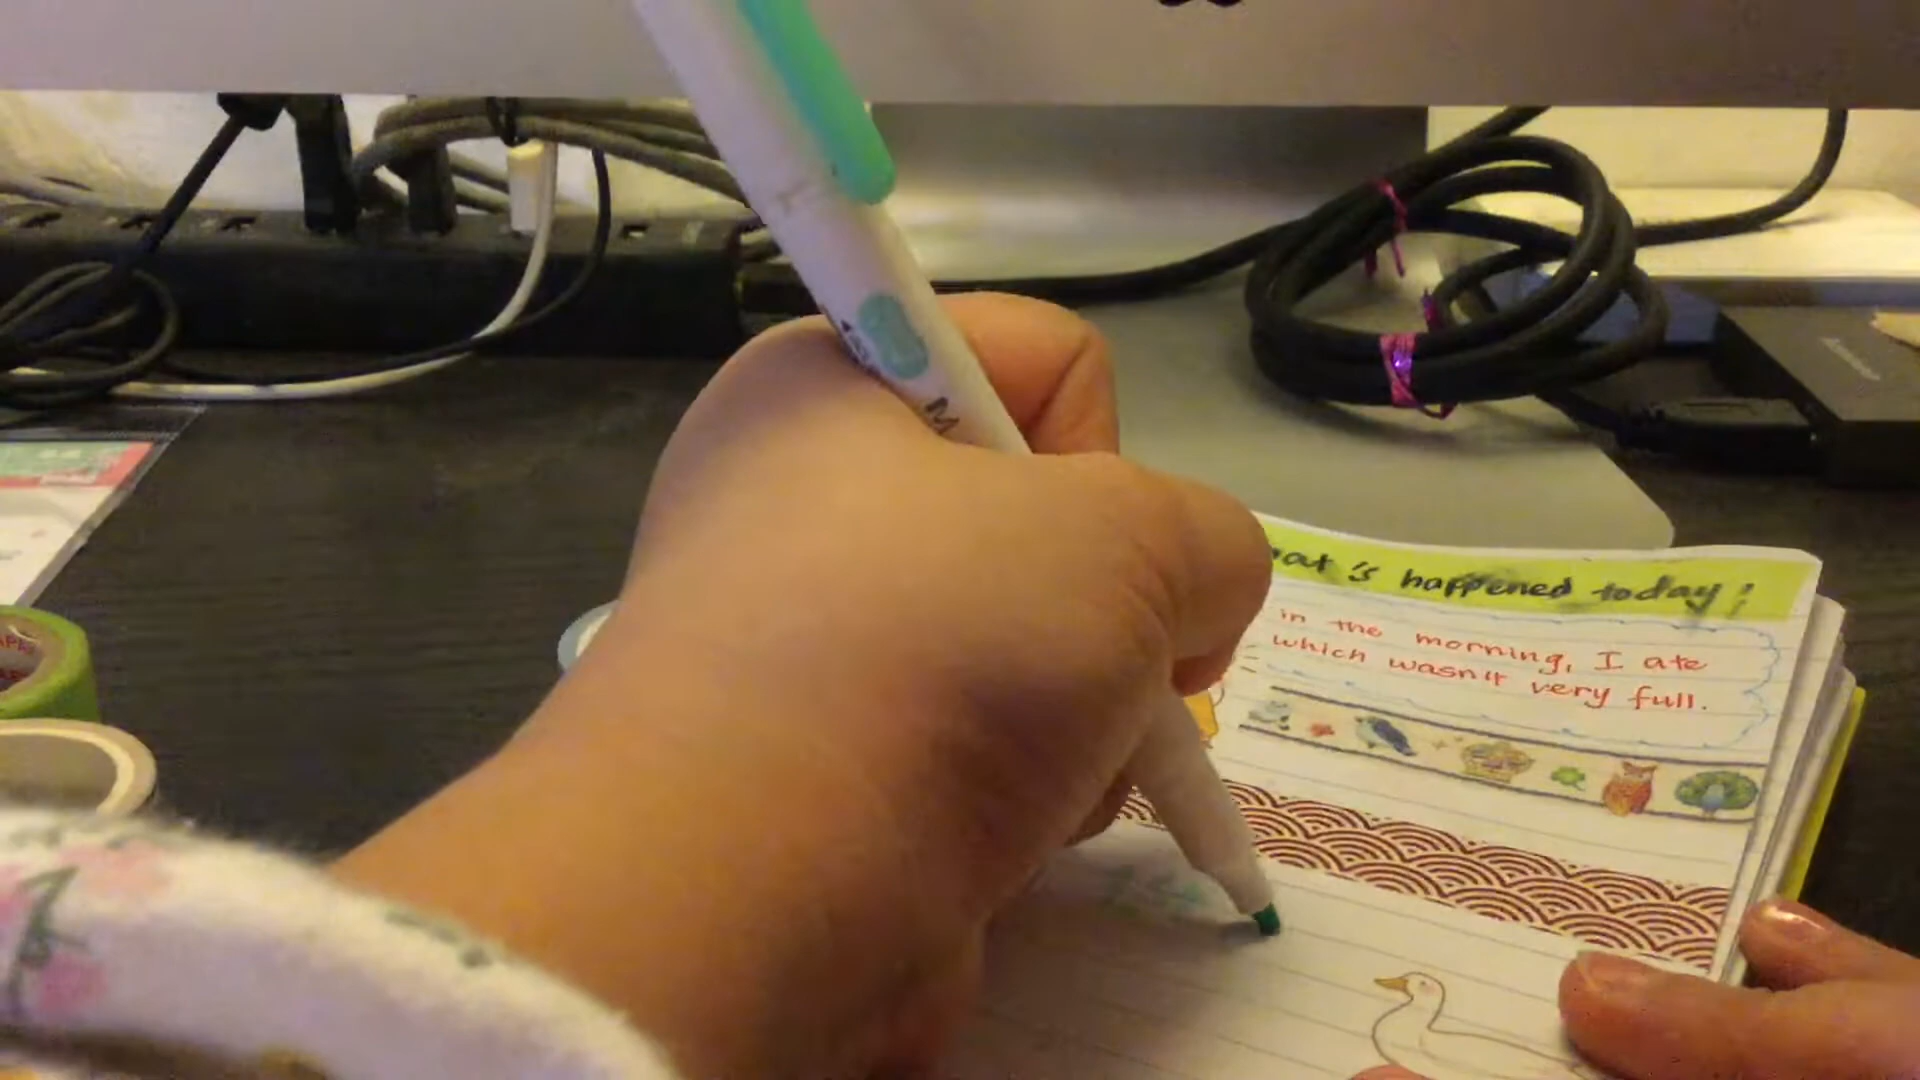 happened today!
in the morning, I ate
which wasn't very full.
M